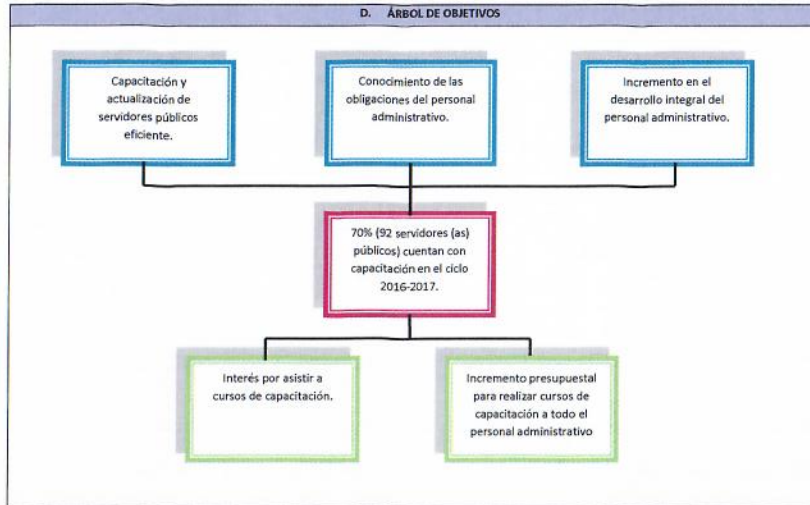 D. ÁRBOL DE OBJETIVOS
Capacitación y
actualización de
servidores públicos
eficiente.
Conocimiento de las
obligaciones del personal
administrativo.
Incremento en el
desarrollo integral del
personal administrativo.
70% (92 servidores (as)
públicos) cuentan con
capacitación en el ciclo
2016-2017.
Interés por asistir a
cursos de capacitación.
Incremento presupuestal
para realizar cursos de
capacitación a todo el
personal administrativo